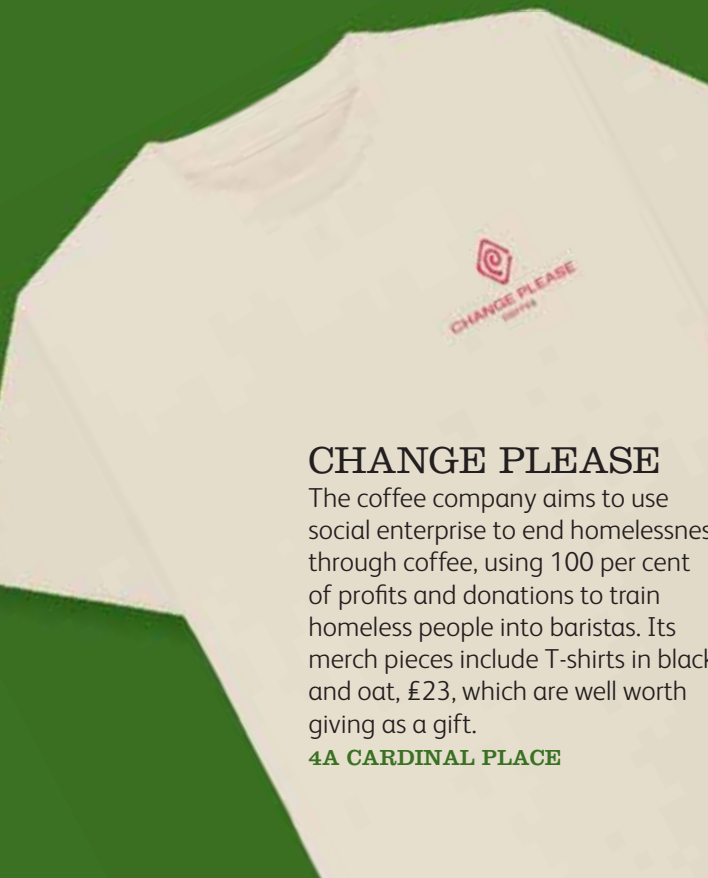 CHANGE PLEASE
COFFEE
CHANGE PLEASE
The coffee company aims to use
social enterprise to end homelessnes
through coffee, using 100 per cent
of profits and donations to train
homeless people into baristas. Its
merch pieces include T-shirts in black
and oat, £23, which are well worth
giving as a gift.
4A CARDINAL PLACE